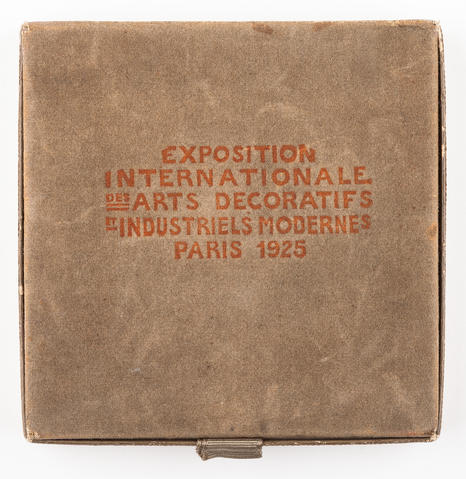 EXPOSITION
INTERNATIONALE
DES ARTS DECORATIFS
ET INDUSTRIELS MODERNES
PARIS 1925